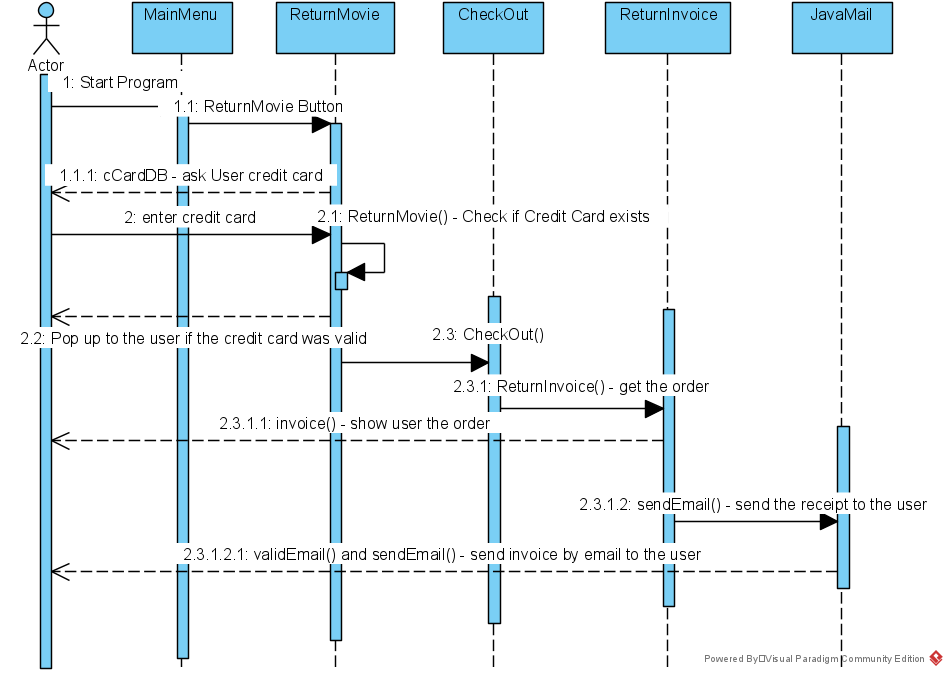 MainMenu
ReturnMovie
CheckOut
ReturnInvoice
JavaMail
Actor
1: Start Program
1.1: ReturnMovie Button
1.1.1: cCardDB - ask User credit card
2: enter credit card
2.1: ReturnMovie() - Check if Credit Card exists
2.2: Pop up to the user if the credit card was valid
2.3: CheckOut()
2.3.1: ReturnInvoice() - get the order
2.3.1.1: invoice() - show user the order
2.3.1.2: sendEmail() - send the receipt to the user
2.3.1.2.1: validEmail() and sendEmail() - send invoice by email to the user
Powered By□Visual Paradigm Community Edition